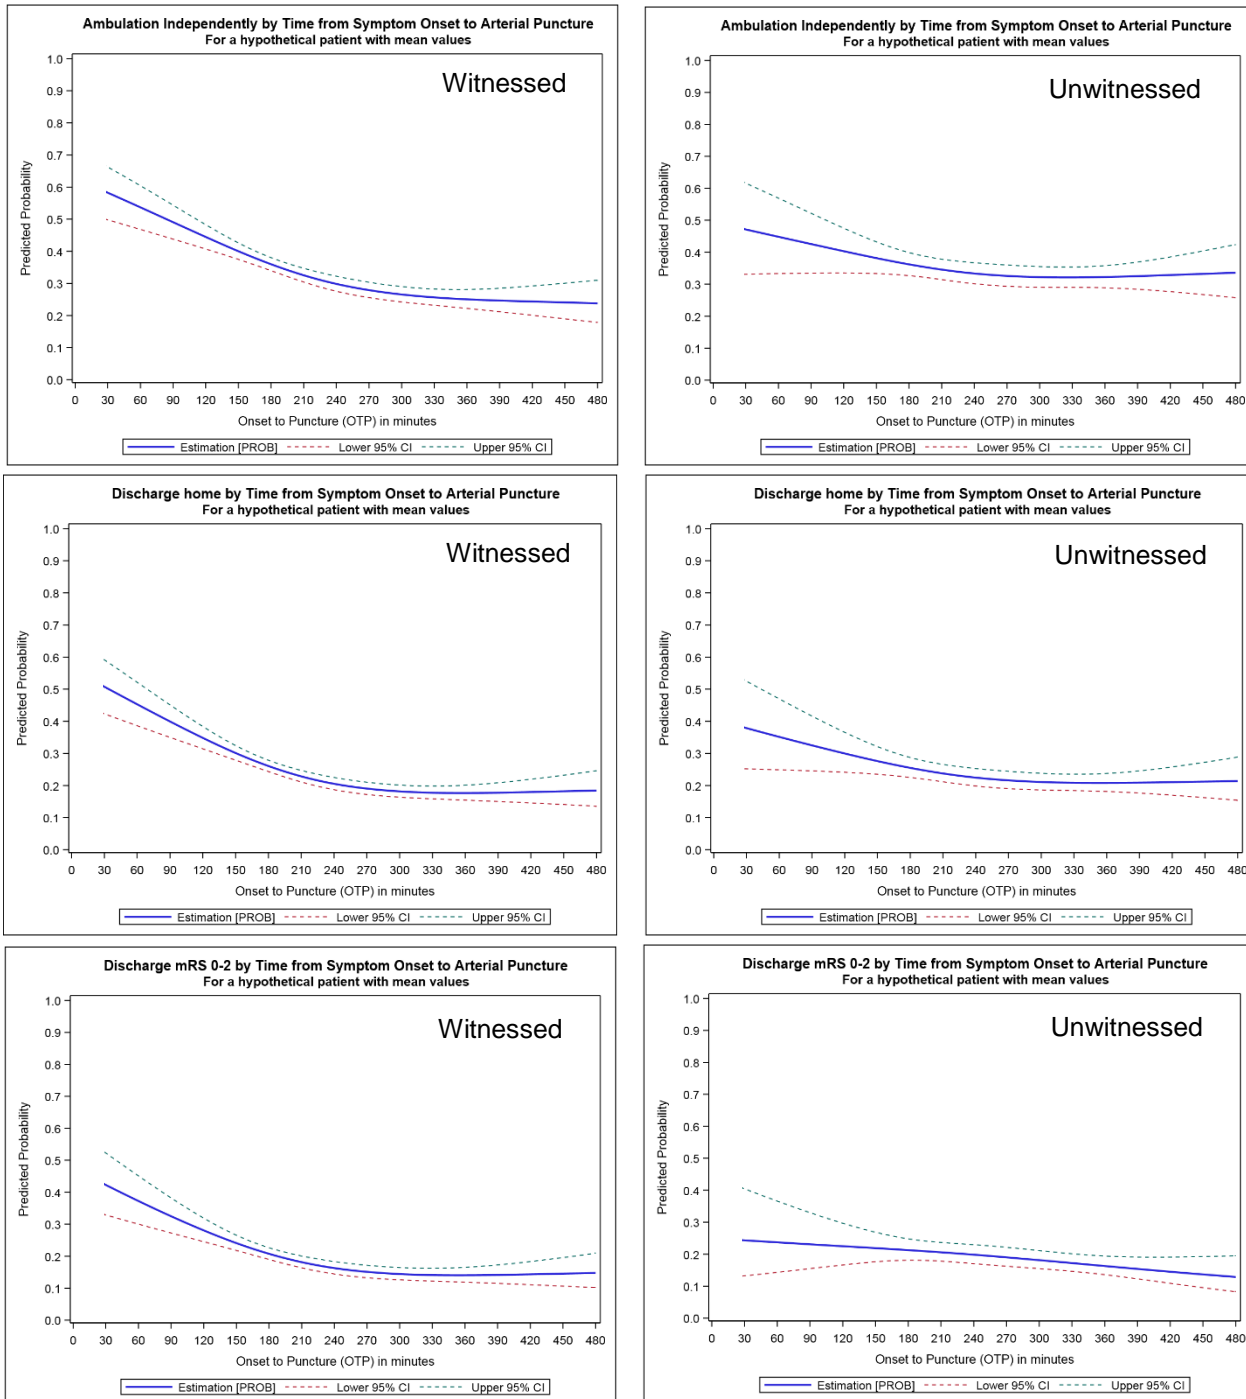 Ambulation Independently by Time from Symptom Onset to Arterial Puncture
For a hypothetical patient with mean values
Witnessed
Predicted Probability
1.0
0.9
0.8
0.7
0.6
0.5
0.4
0.3
0.2
0.1
0.0
0 30 60 90 120 150 180 210 240 270 300 330 360 390 420 450 480
Onset to Puncture (OTP) in minutes
Estimation [PROB] Lower 95% CI Upper 95% CI
Ambulation Independently by Time from Symptom Onset to Arterial Puncture
For a hypothetical patient with mean values
Unwitnessed
Predicted Probability
1.0
0.9
0.8
0.7
0.6
0.5
0.4
0.3
0.2
0.1
0.0
0 30 60 90 120 150 180 210 240 270 300 330 360 390 420 450 480
Onset to Puncture (OTP) in minutes
Estimation [PROB] Lower 95% CI Upper 95% CI
Discharge home by Time from Symptom Onset to Arterial Puncture
For a hypothetical patient with mean values
Witnessed
Predicted Probability
1.0
0.9
0.8
0.7
0.6
0.5
0.4
0.3
0.2
0.1
0.0
0 30 60 90 120 150 180 210 240 270 300 330 360 390 420 450 480
Onset to Puncture (OTP) in minutes
Estimation [PROB] Lower 95% CI Upper 95% CI
Discharge home by Time from Symptom Onset to Arterial Puncture
For a hypothetical patient with mean values
Unwitnessed
Predicted Probability
1.0
0.9
0.8
0.7
0.6
0.5
0.4
0.3
0.2
0.1
0.0
0 30 60 90 120 150 180 210 240 270 300 330 360 390 420 450 480
Onset to Puncture (OTP) in minutes
Estimation [PROB] Lower 95% CI Upper 95% CI
Discharge mRS 0-2 by Time from Symptom Onset to Arterial Puncture
For a hypothetical patient with mean values
Witnessed
Predicted Probability
1.0
0.9
0.8
0.7
0.6
0.5
0.4
0.3
0.2
0.1
0.0
0 30 60 90 120 150 180 210 240 270 300 330 360 390 420 450 480
Onset to Puncture (OTP) in minutes
Estimation [PROB] Lower 95% CI Upper 95% CI
Discharge mRS 0-2 by Time from Symptom Onset to Arterial Puncture
For a hypothetical patient with mean values
Unwitnessed
Predicted Probability
1.0
0.9
0.8
0.7
0.6
0.5
0.4
0.3
0.2
0.1
0.0
0 30 60 90 120 150 180 210 240 270 300 330 360 390 420 450 480
Onset to Puncture (OTP) in minutes
Estimation [PROB] Lower 95% CI Upper 95% CI